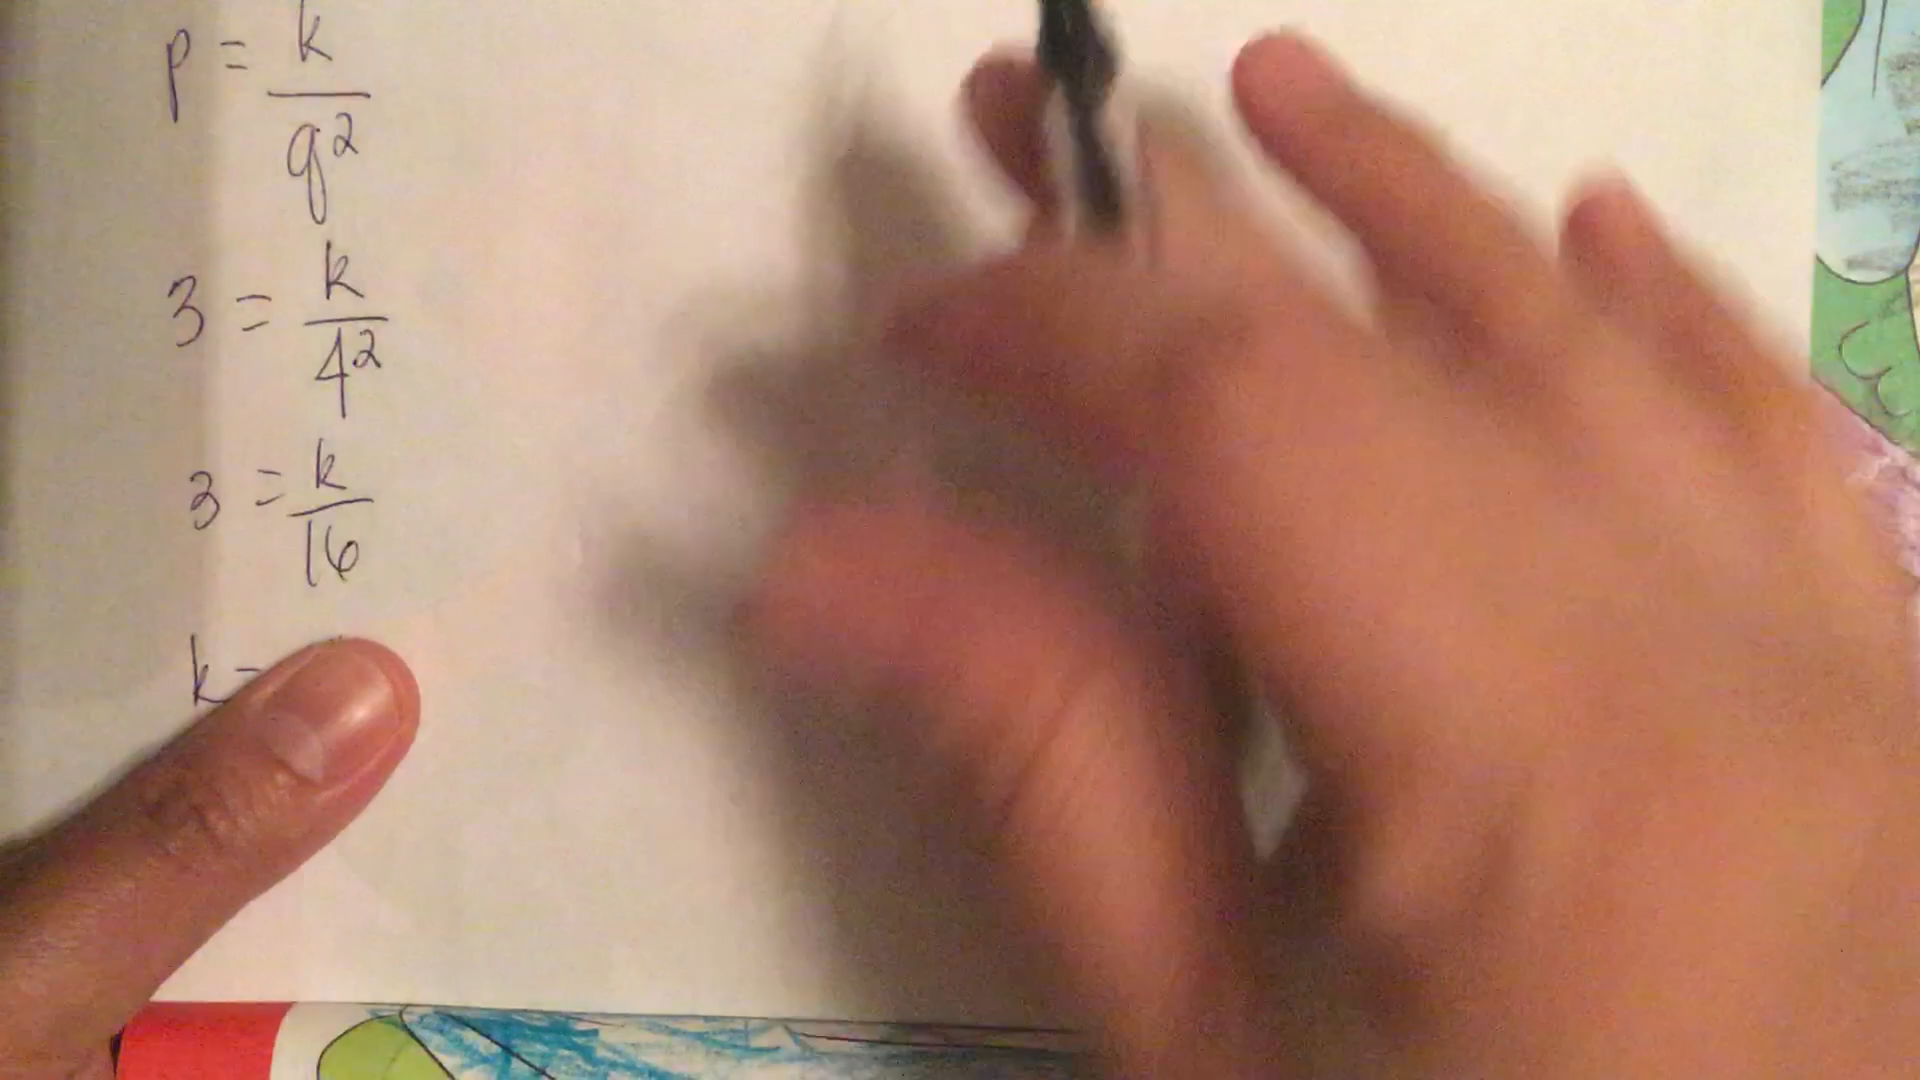 p = k/q²
3 = k/4²
3 = k/16
k =